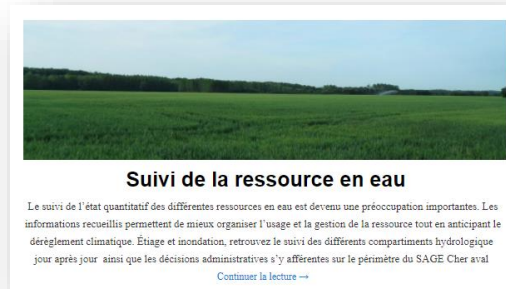 Suivi de la ressource en eau
Le suivi de l'état quantitatif des différentes ressources en eau est devenu une préoccupation importantes. Les
informations recueillis permettent de mieux organiser l'usage et la gestion de la ressource tout en anticipant le
dérèglement climatique. Étiage et inondation, retrouvez le suivi des différents compartiments hydrologique
jour après jour ainsi que les décisions administratives s'y afférentes sur le périmètre du SAGE Cher aval
Continuer la lecture →